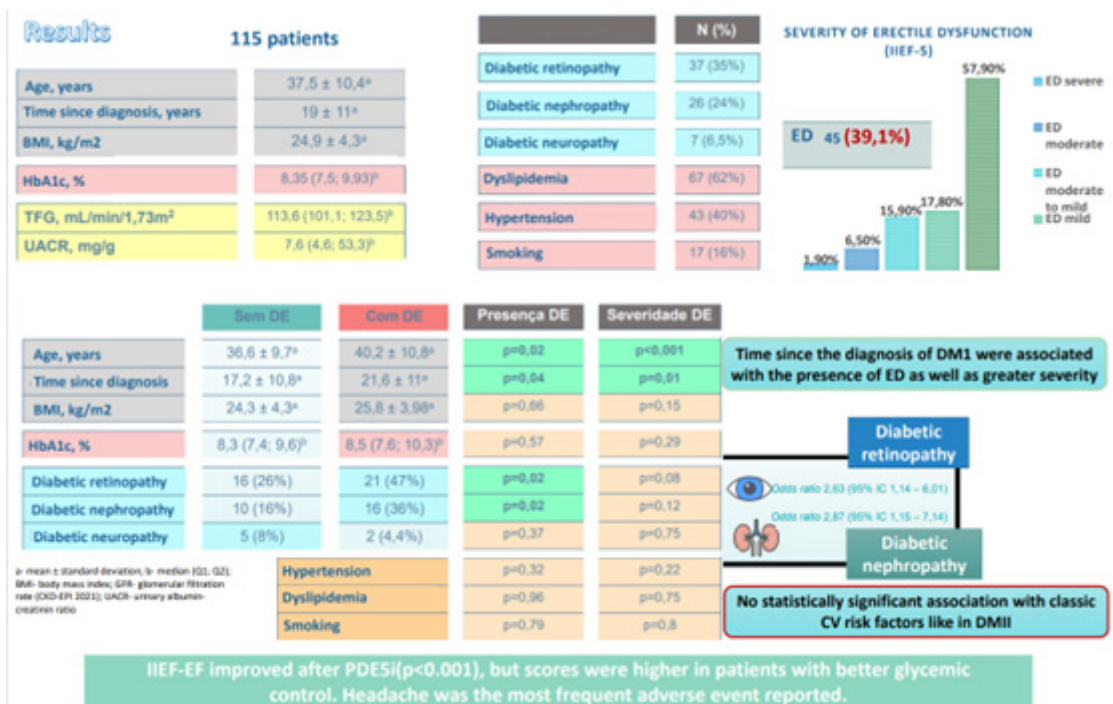 Results
115 patients
Age, years 37,5 ± 10,4ᵃ
Time since diagnosis, years 19 ± 11ᵃ
BMI, kg/m2 24,9 ± 4,3ᵃ
HbA1c, % 8,35 (7,5; 9,93)ᵇ
TFG, mL/min/1,73m² 113,6 (101,1; 123,5)ᵇ
UACR, mg/g 7,6 (4,6; 53,3)ᵇ
N (%)
Diabetic retinopathy 37 (35%)
Diabetic nephropathy 26 (24%)
Diabetic neuropathy 7 (6,5%)
Dyslipidemia 67 (62%)
Hypertension 43 (40%)
Smoking 17 (16%)
SEVERITY OF ERECTILE DYSFUNCTION
(IIEF-5)
ED 45 (39,1%)
1,90%
6,50%
15,90%
17,80%
57,90%
ED severe
ED
moderate
ED
moderate
to mild
ED mild
Sem DE Com DE Presença DE Severidade DE
Age, years 36,6 ± 9,7ᵃ 40,2 ± 10,8ᵃ p=0,02 p<0,001
Time since diagnosis 17,2 ± 10,8ᵃ 21,6 ± 11ᵃ p=0,04 p=0,01
BMI, kg/m2 24,3 ± 4,3ᵃ 25,8 ± 3,98ᵃ p=0,66 p=0,15
HbA1c, % 8,3 (7,4; 9,6)ᵇ 8,5 (7,6; 10,3)ᵇ p=0,57 p=0,29
Diabetic retinopathy 16 (26%) 21 (47%) p=0,02 p=0,08
Diabetic nephropathy 10 (16%) 16 (36%) p=0,02 p=0,12
Diabetic neuropathy 5 (8%) 2 (4,4%) p=0,37 p=0,75
Hypertension p=0,32 p=0,22
Dyslipidemia p=0,96 p=0,75
Smoking p=0,79 p=0,8
a- mean ± standard deviation; b- median (Q1; Q2);
BMI- body mass index; GFR- glomerular filtration
rate (CKD-EPI 2021); UACR- urinary albumin-
creatinin ratio
Time since the diagnosis of DM1 were associated
with the presence of ED as well as greater severity
Diabetic
retinopathy
Odds ratio 2,63 (95% IC 1,14 – 6,01)
Odds ratio 2,87 (95% IC 1,15 – 7,14)
Diabetic
nephropathy
No statistically significant association with classic
CV risk factors like in DMII
IIEF-EF improved after PDE5i(p<0.001), but scores were higher in patients with better glycemic
control. Headache was the most frequent adverse event reported.